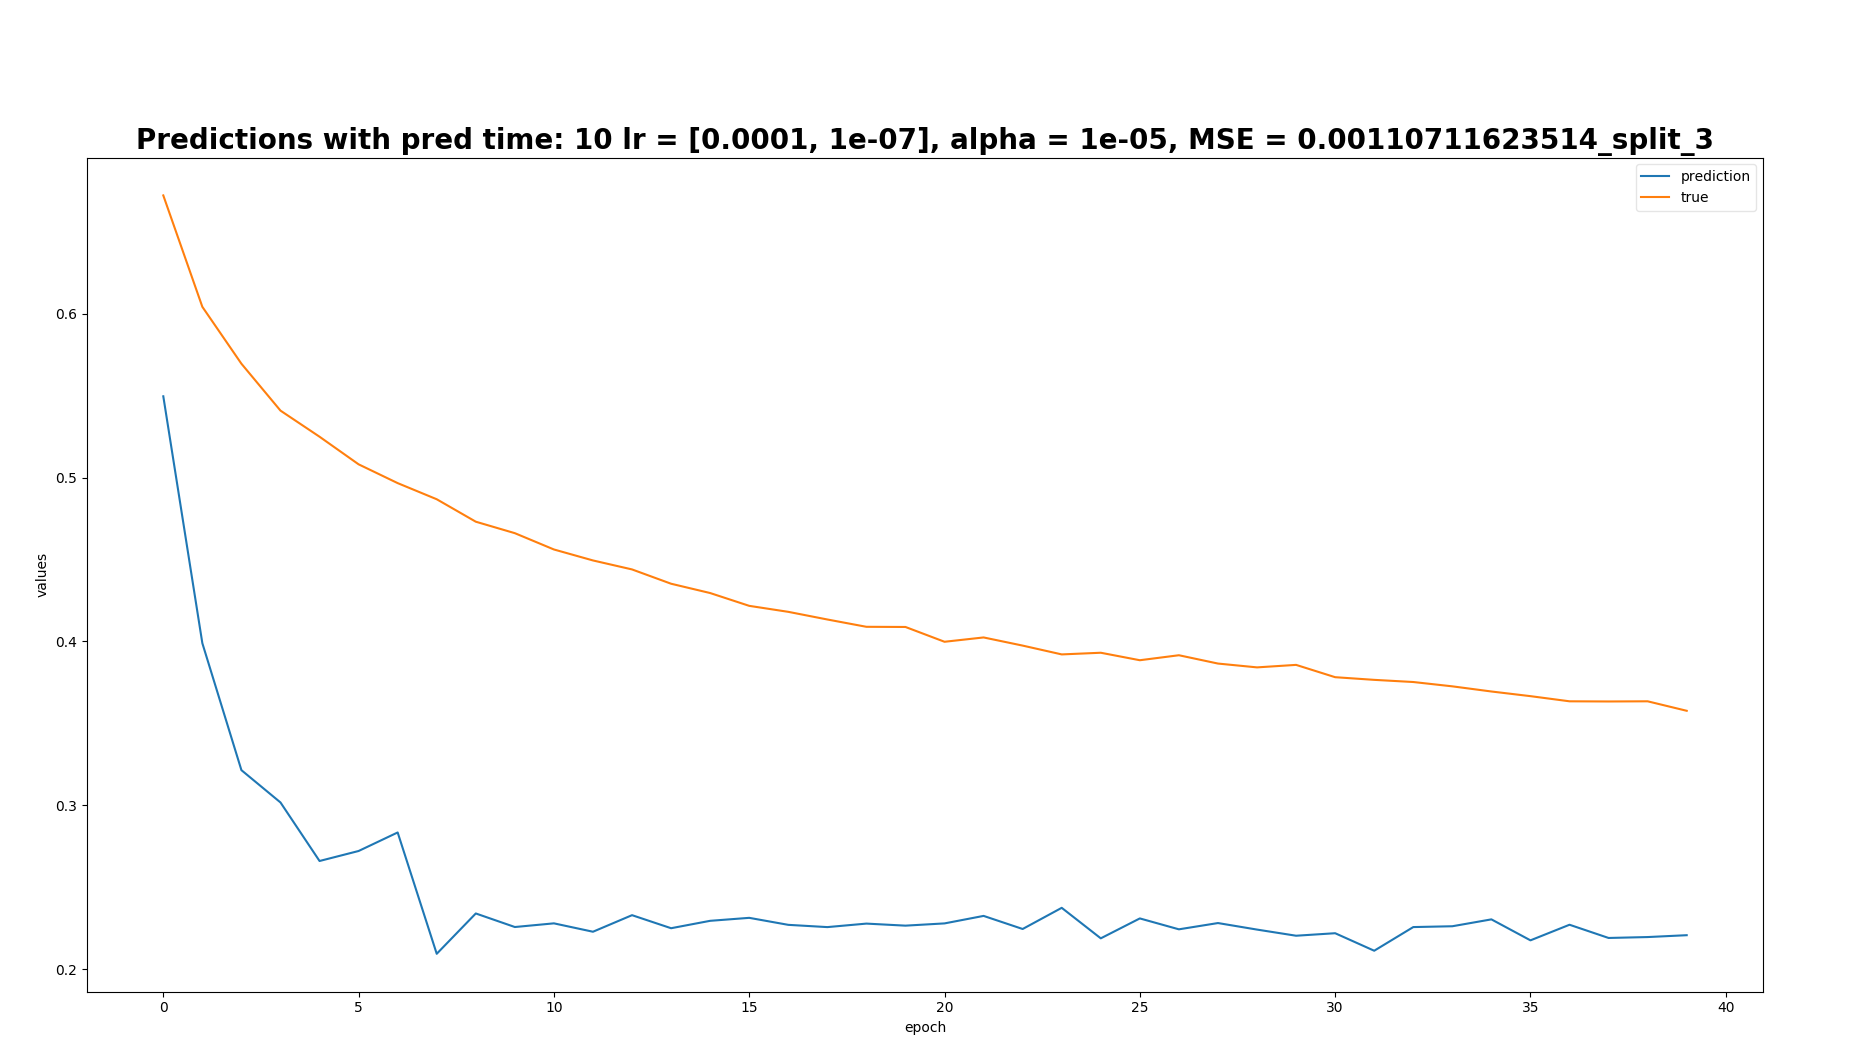 Predictions with pred time: 10 lr = [0.0001, 1e-07], alpha = 1e-05, MSE = 0.00110711623514_split_3
prediction
true
values
0.6
0.5
0.4
0.3
0.2
0 5 10 15 20 25 30 35 40
epoch